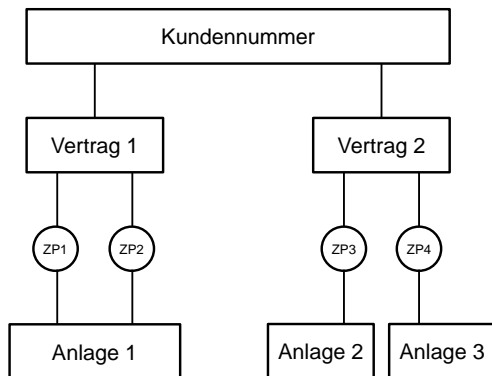 Kundennummer
Vertrag 1
Vertrag 2
ZP1
ZP2
ZP3
ZP4
Anlage 1
Anlage 2
Anlage 3